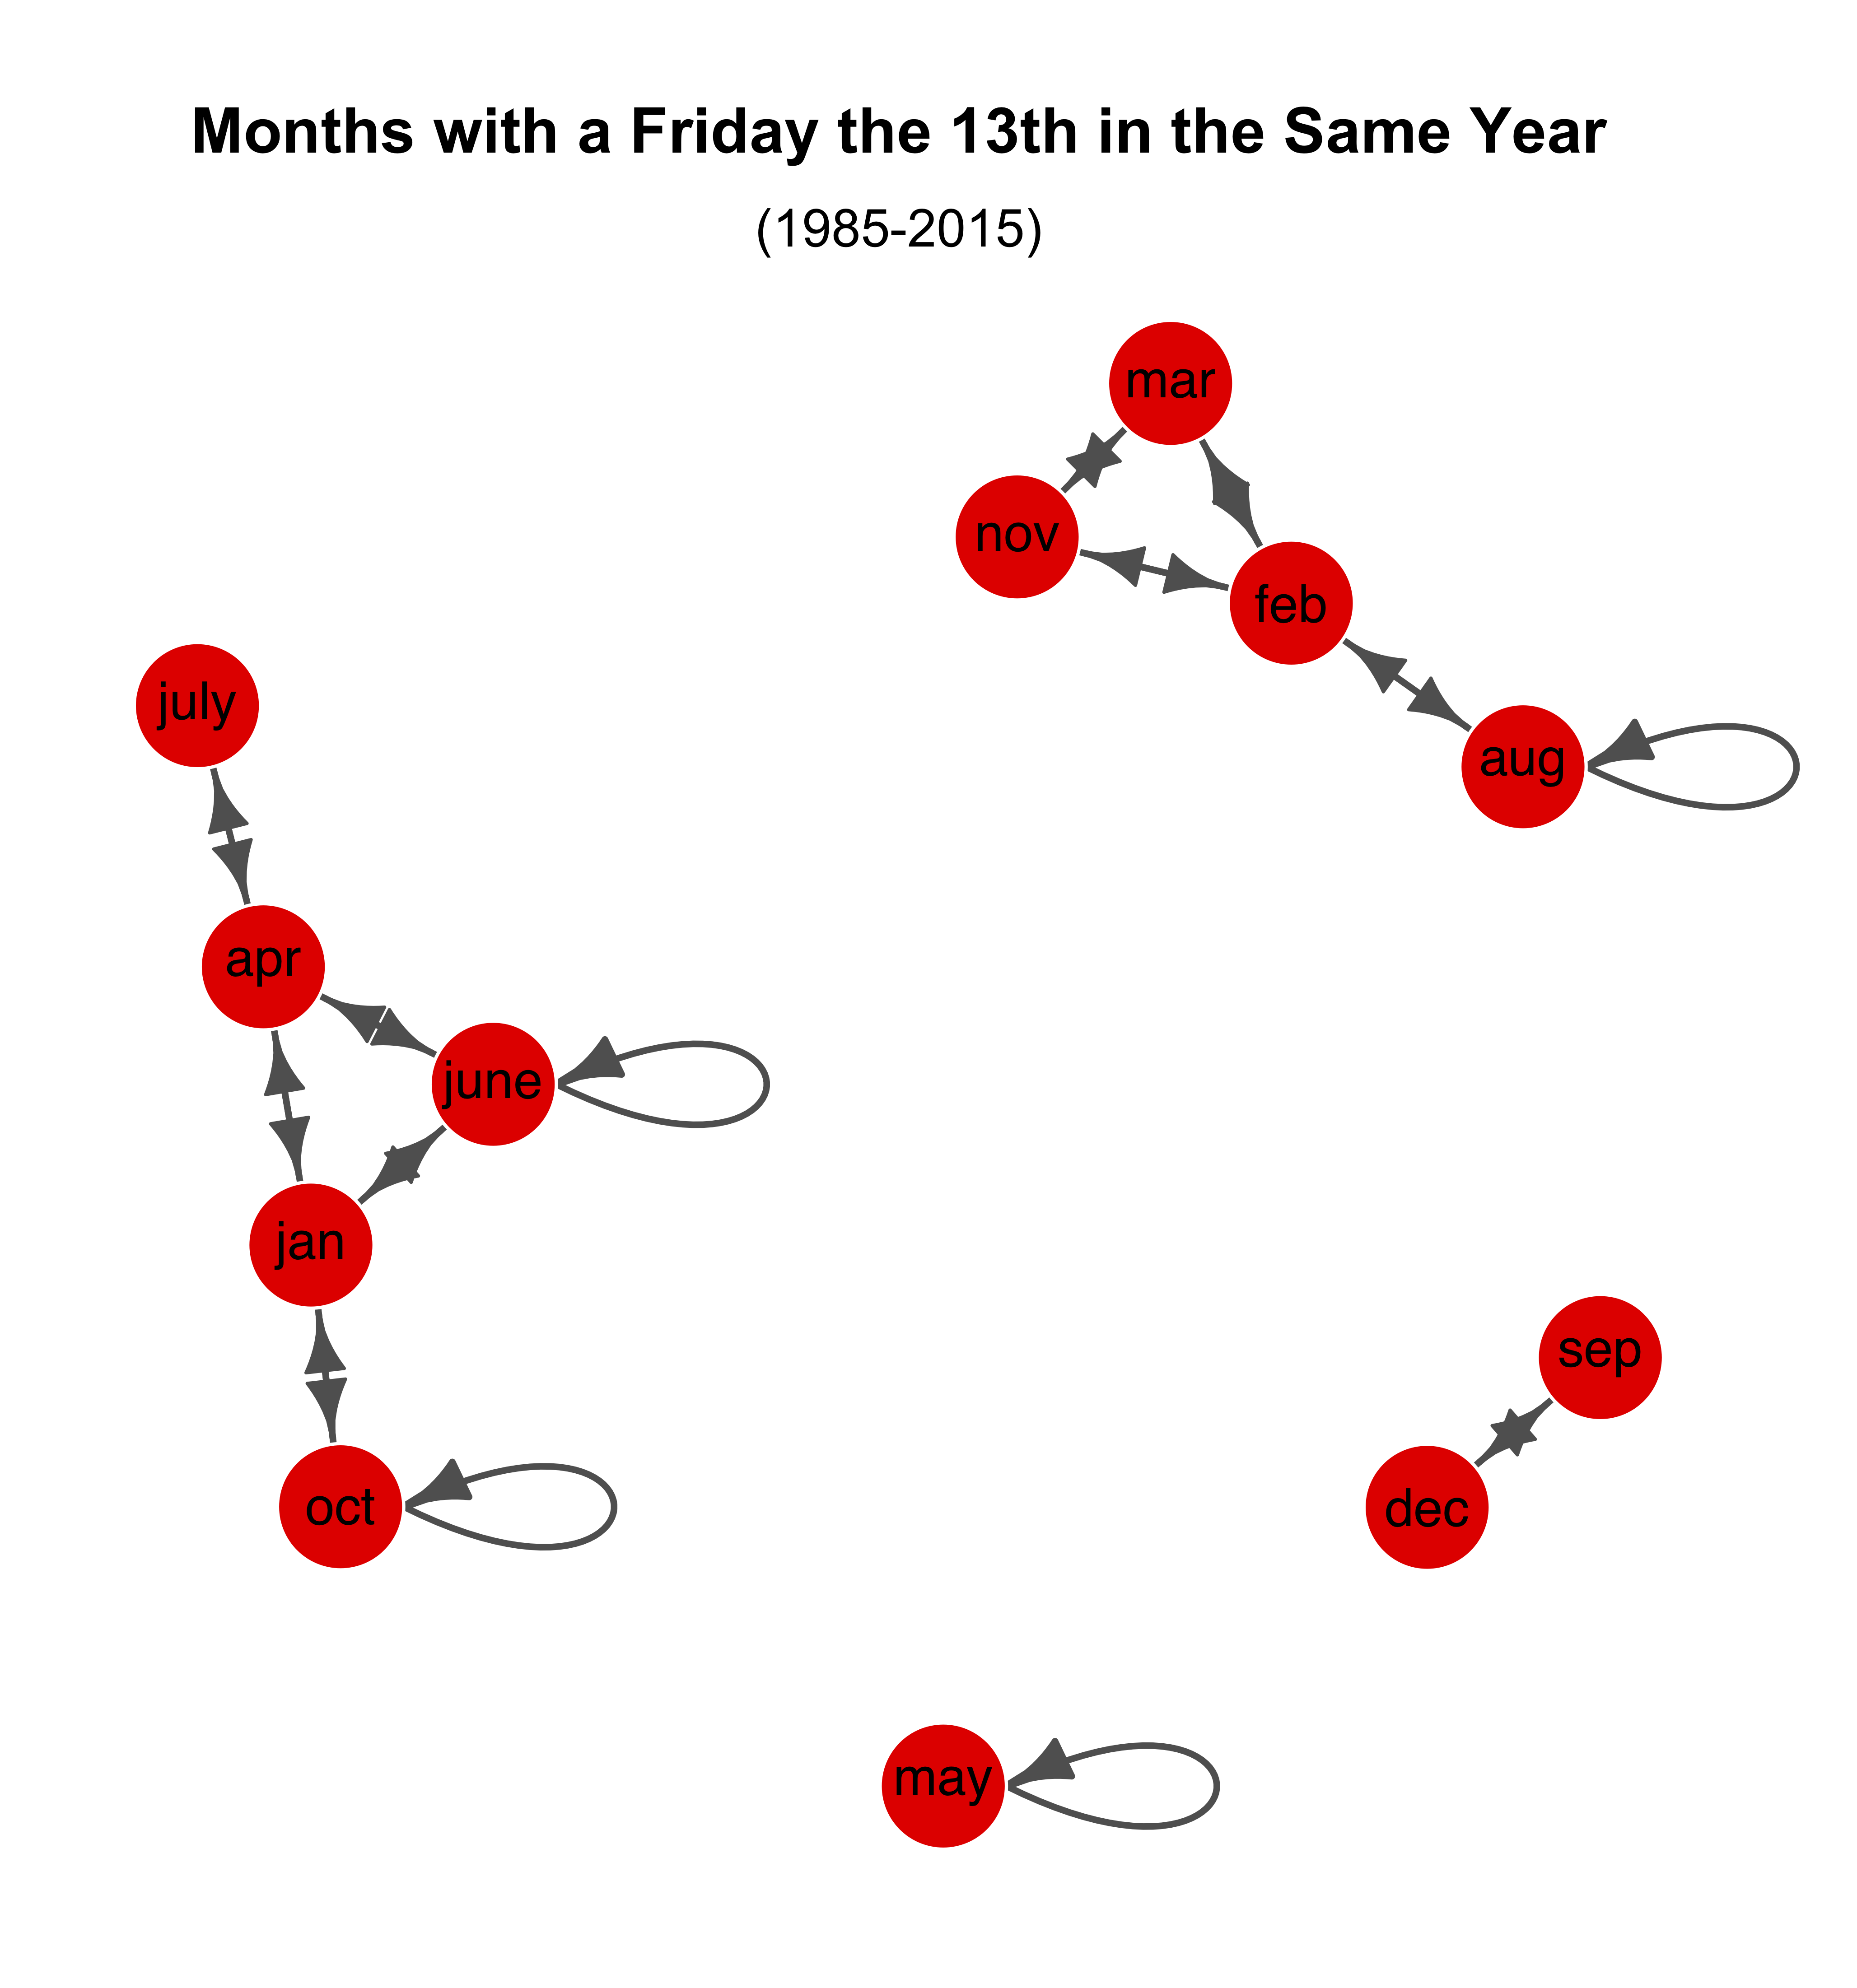 Months with a Friday the 13th in the Same Year
(1985-2015)
mar
nov
feb
july
aug
apr
june
jan
sep
oct
dec
may